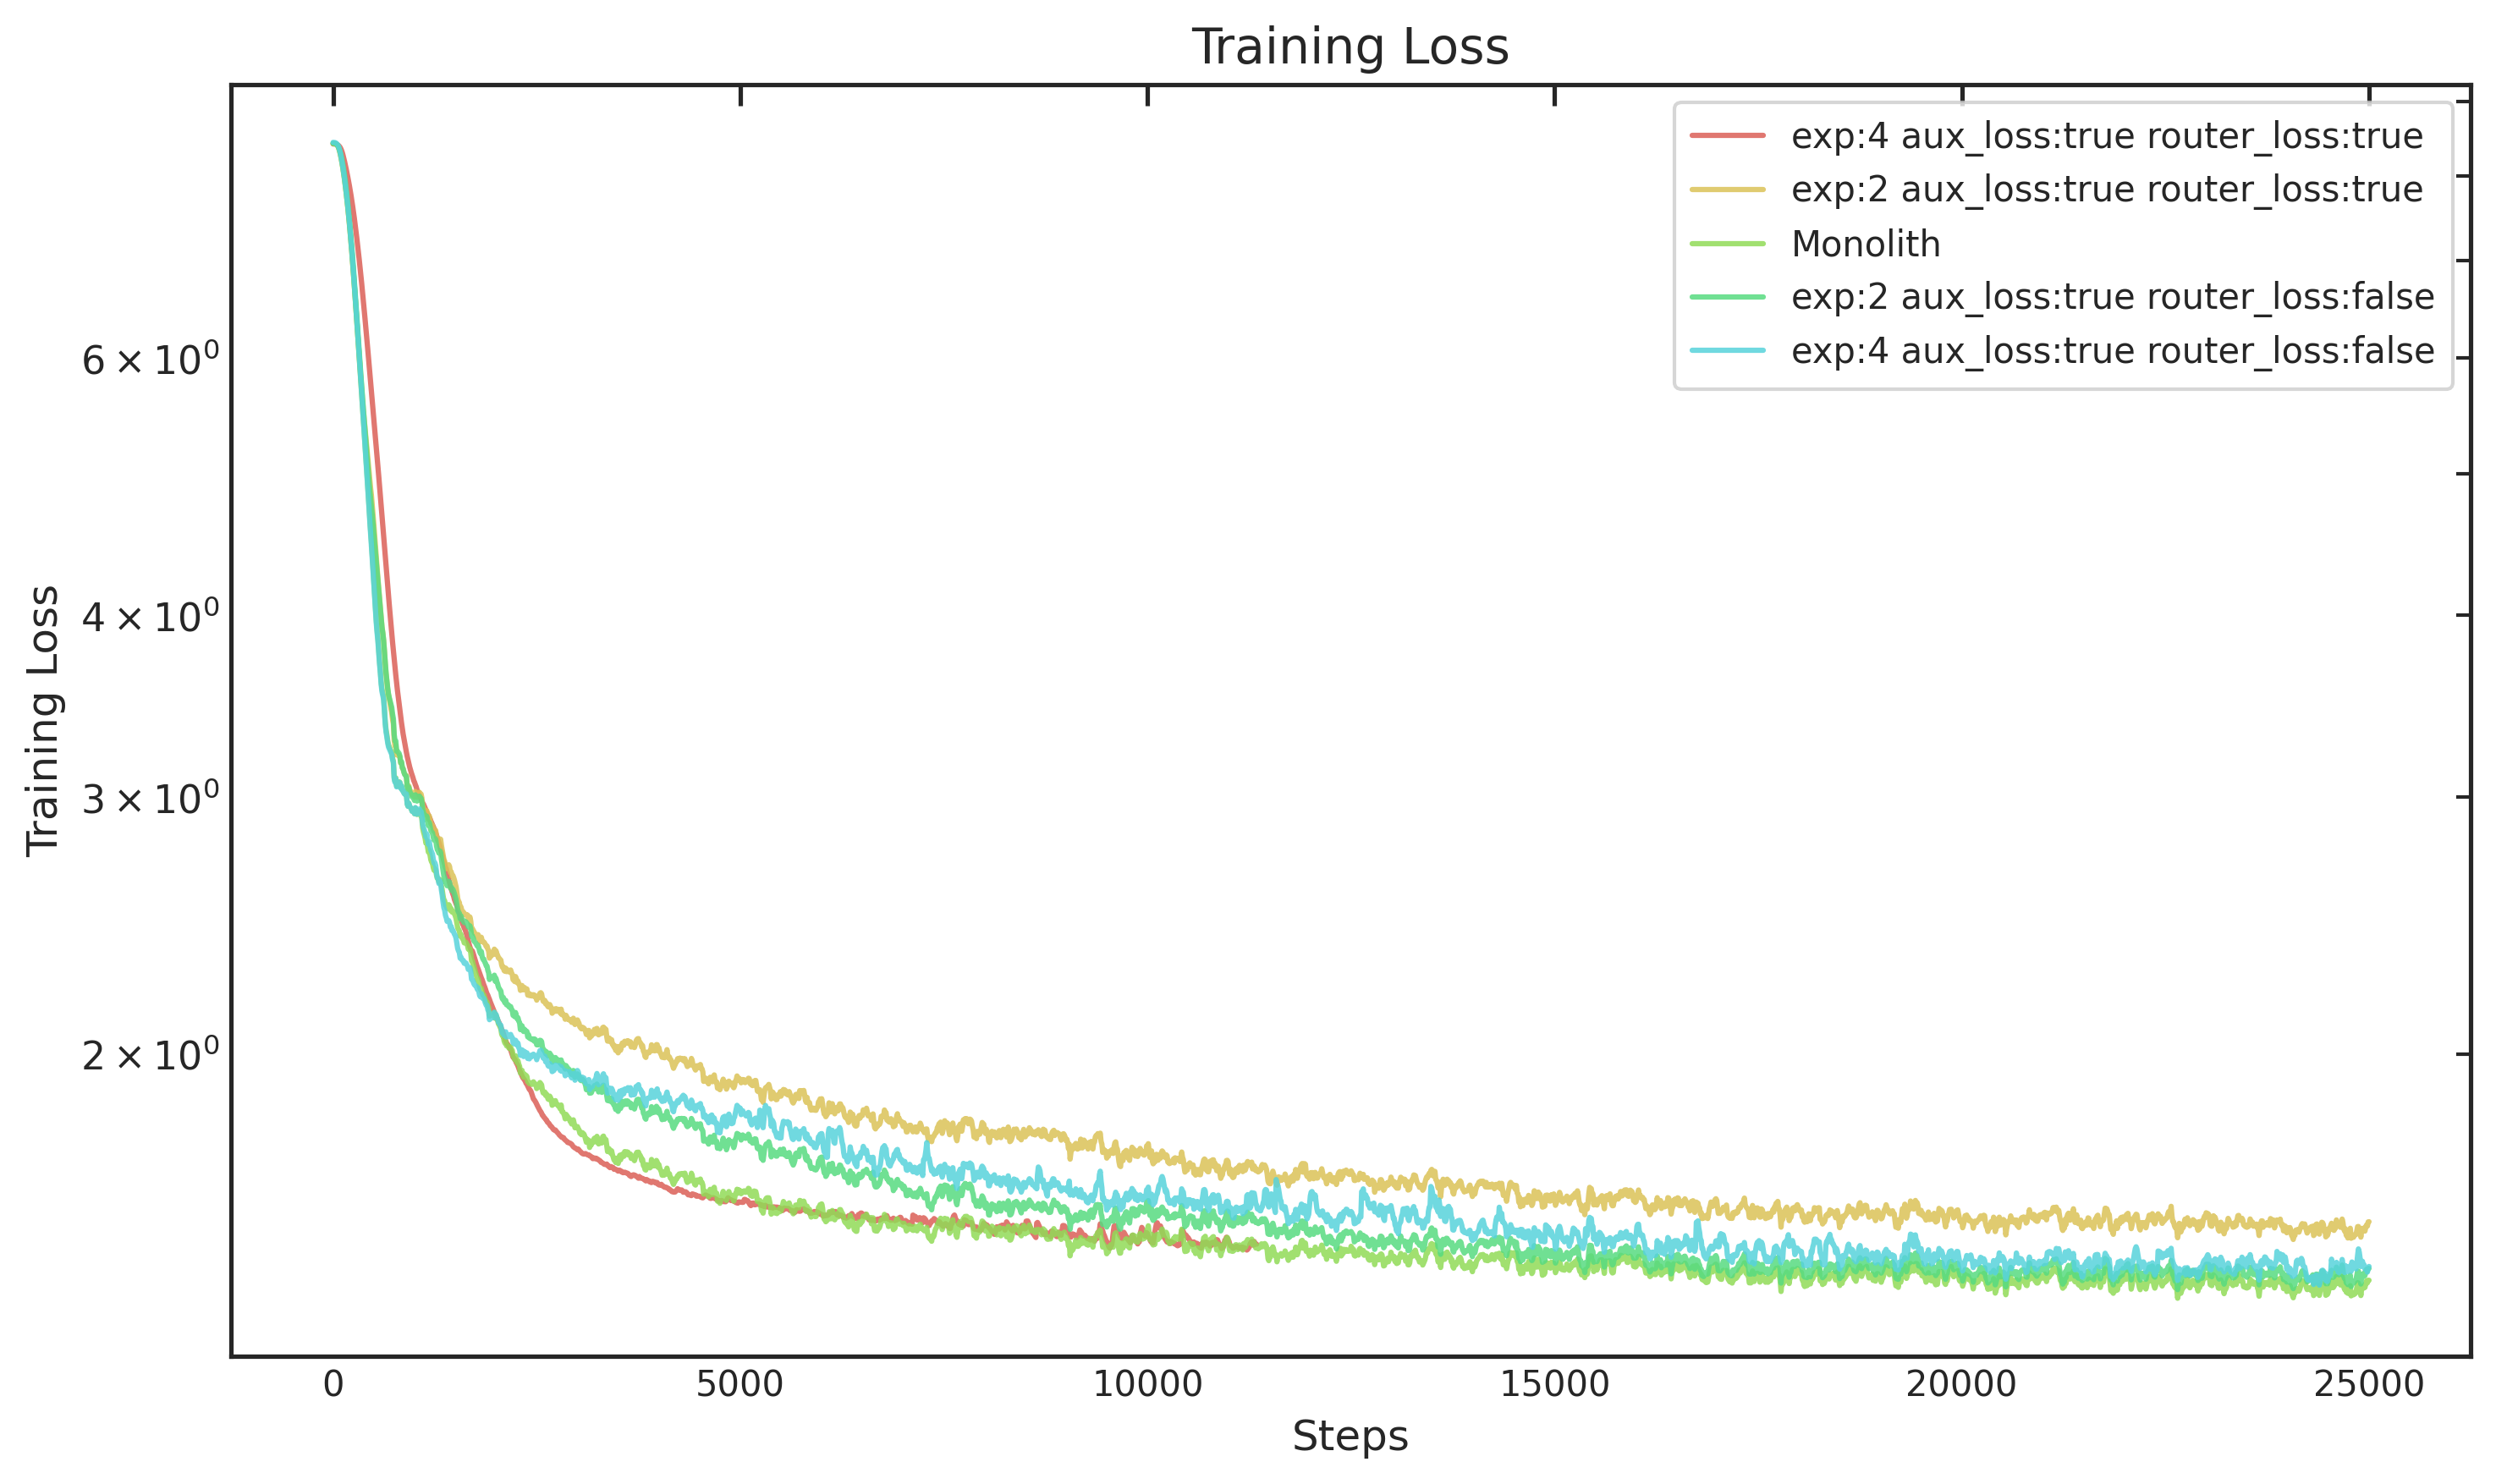 Training Loss
exp:4 aux_loss:true router_loss:true
exp:2 aux_loss:true router_loss:true
Monolith
exp:2 aux_loss:true router_loss:false
exp:4 aux_loss:true router_loss:false
6 × 10⁰
4 × 10⁰
3 × 10⁰
2 × 10⁰
Training Loss
0 5000 10000 15000 20000 25000
Steps